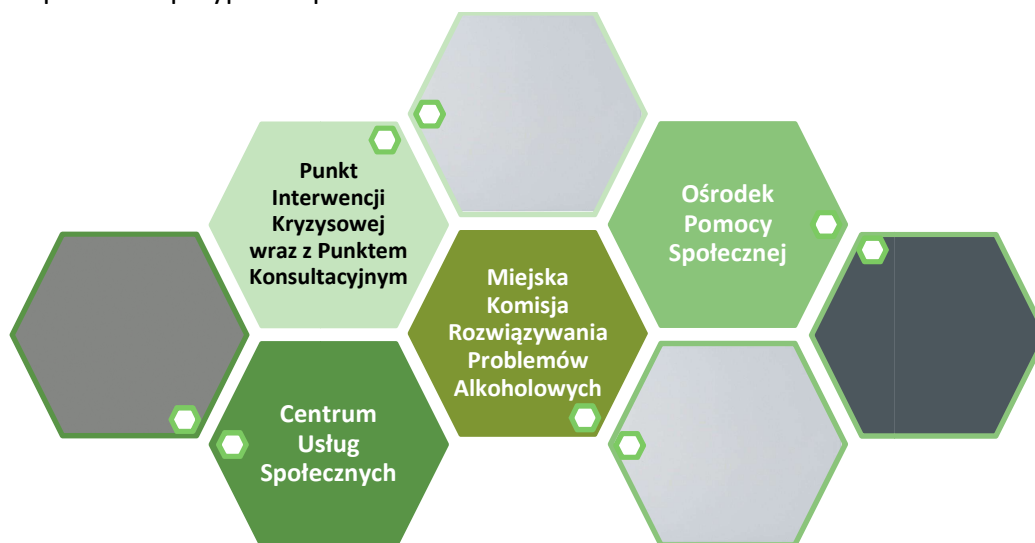 Punkt
Interwencji
Kryzysowej
wraz z Punktem
Konsultacyjnym
Ośrodek
Pomocy
Społecznej
Miejska
Komisja
Rozwiązywania
Problemów
Alkoholowych
Centrum
Usług
Społecznych